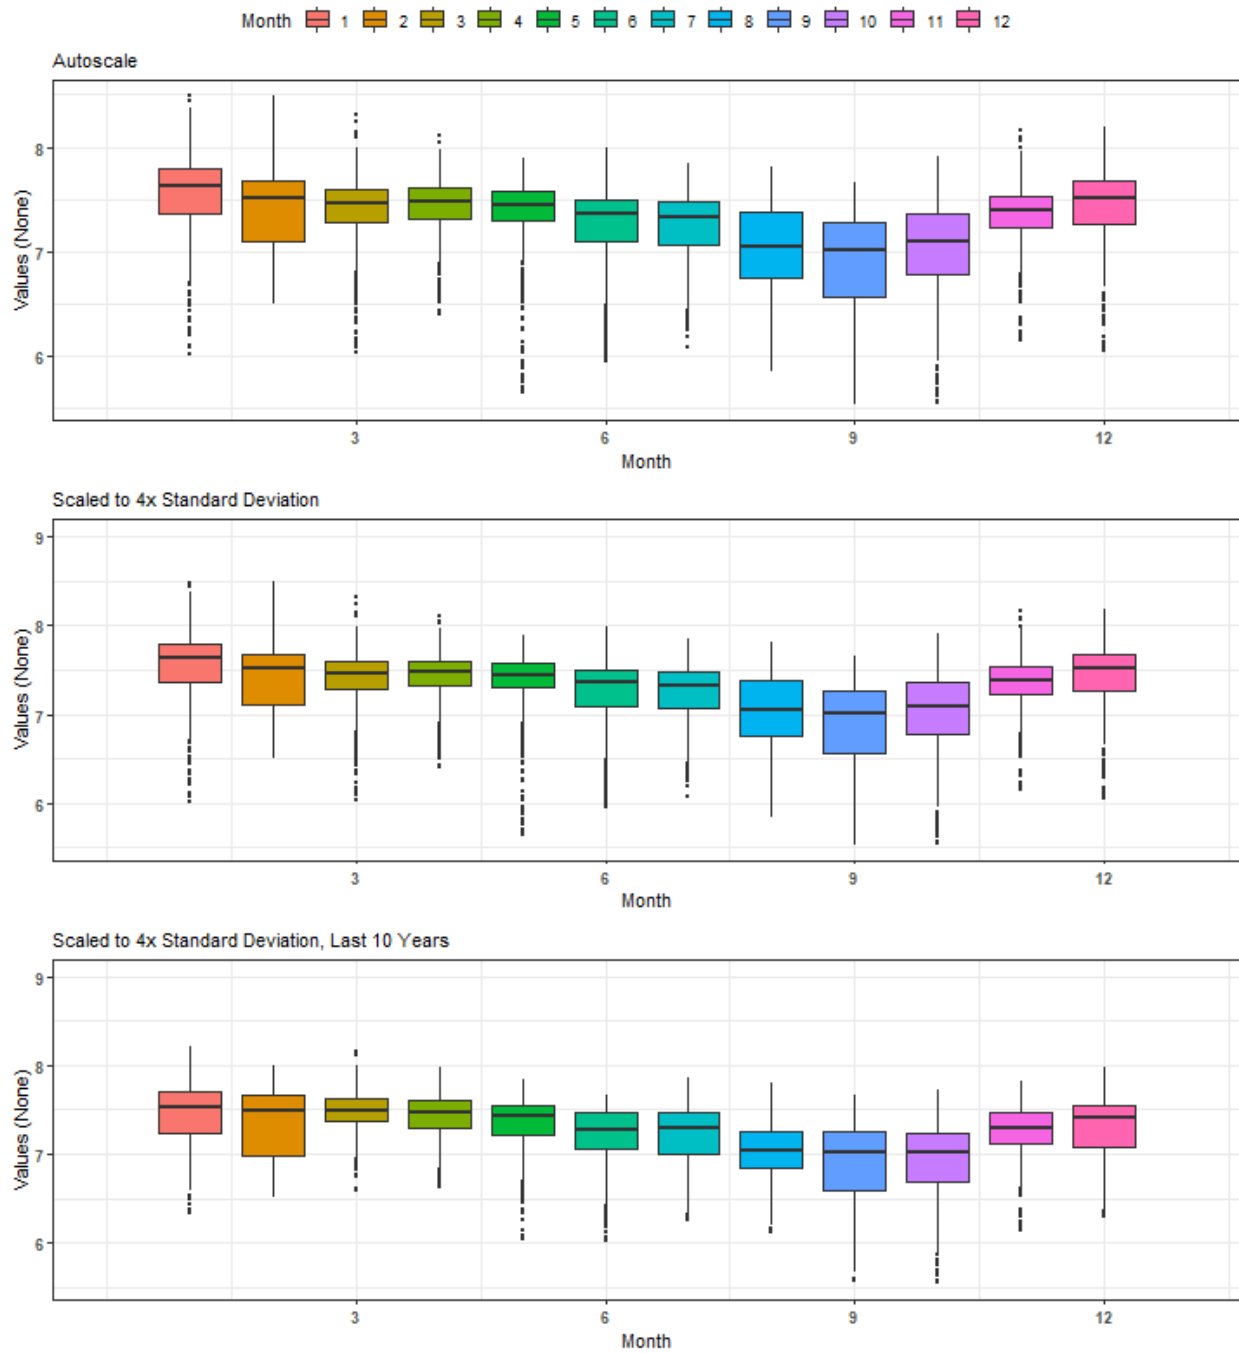 Month 1 2 3 4 5 6 7 8 9 10 11 12
Autoscale
8
7
6
Values (None)
3 6 9 12
Month
Scaled to 4x Standard Deviation
9
8
7
6
Values (None)
3 6 9 12
Month
Scaled to 4x Standard Deviation, Last 10 Years
9
8
7
6
Values (None)
3 6 9 12
Month